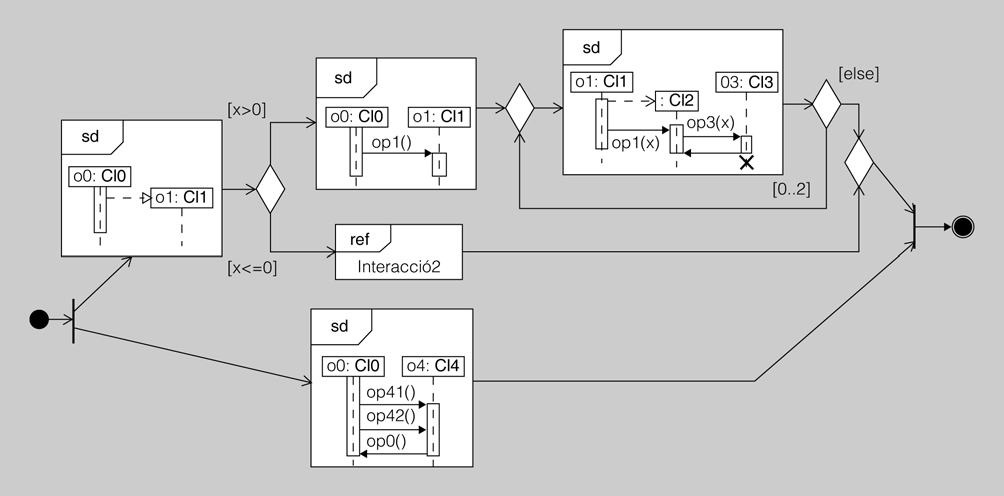 sd
o0: Cl0
o1: Cl1
[x>0]
[x<=0]
sd
o0: Cl0
o1: Cl1
op1()
sd
o1: Cl1
: Cl2
03: Cl3
op1(x)
op3(x)
[else]
[0..2]
ref
Interacció2
sd
o0: Cl0
o4: Cl4
op41()
op42()
op0()